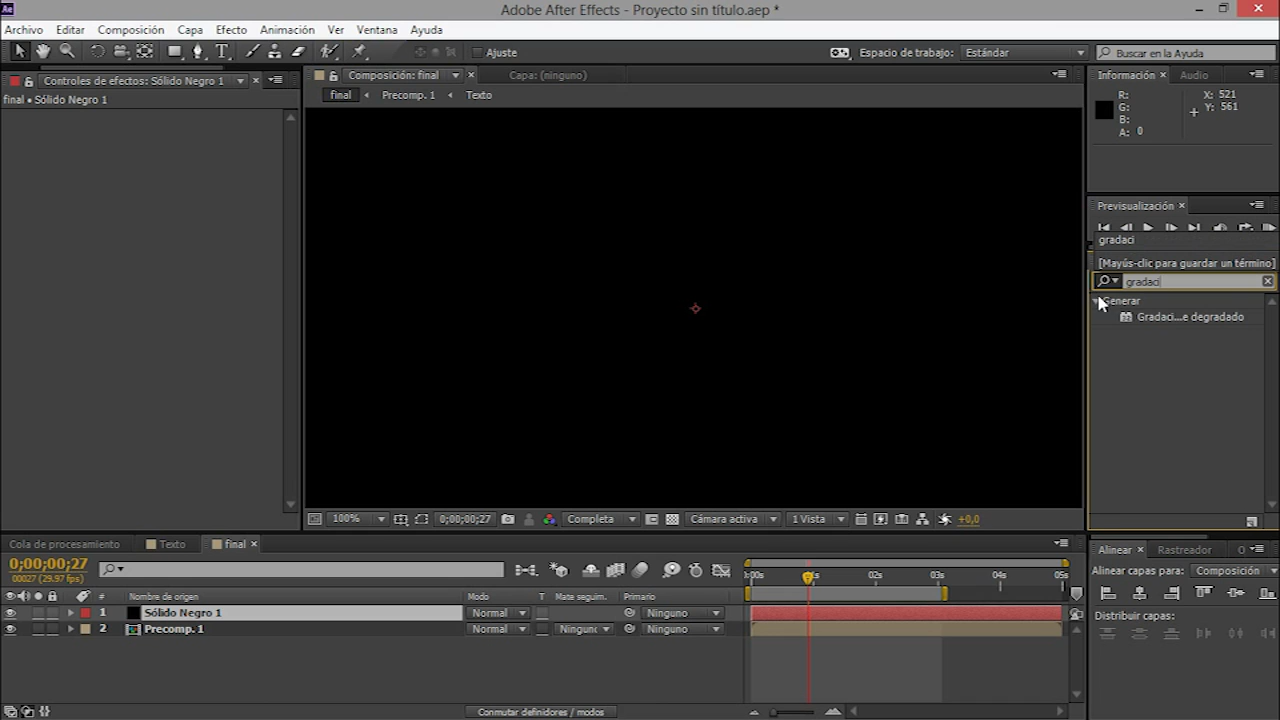 Ae
Adobe After Effects - Proyecto sin título.aep *
Archivo Editar Composición Capa Efecto Animación Ver Ventana Ayuda
Ajuste
Espacio de trabajo: Estándar
Buscar en la Ayuda
Controles de efectos: Sólido Negro 1
final • Sólido Negro 1
Composición: final
Capa: (ninguno)
final Precomp. 1 Texto
Información Audio
R:
G:
B:
A: 0
X: 521
Y: 561
Previsualización
gradaci
[Mayús-clic para guardar un término]
gradaci
Generar
Gradaci...e degradado
100% 0;00;00;27 Completa Cámara activa 1 Vista +0,0
Cola de procesamiento Texto final
0;00;00;27
00027 (29.97 fps)
:00s 02s 03s 04s 05s
Nombre de origen Modo T Mate seguim. Primario
1 Sólido Negro 1 Normal Ninguno
2 Precomp. 1 Normal Ninguno Ninguno
Conmutar definidores / modos
Alinear Rastreador O
Alinear capas para: Composición
Distribuir capas: